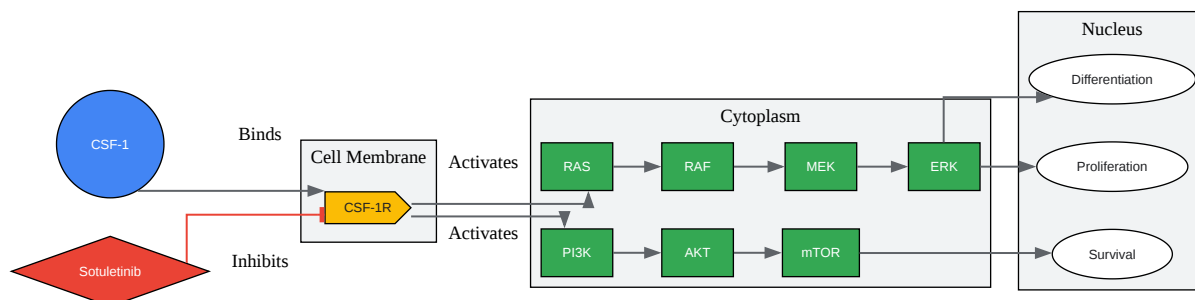 Nucleus
Differentiation
Cytoplasm
CSF-1
Binds
Cell Membrane
Activates
RAS
RAF
MEK
ERK
Proliferation
CSF-1R
Activates
Inhibits
PI3K
AKT
mTOR
Survival
Sotuletinib